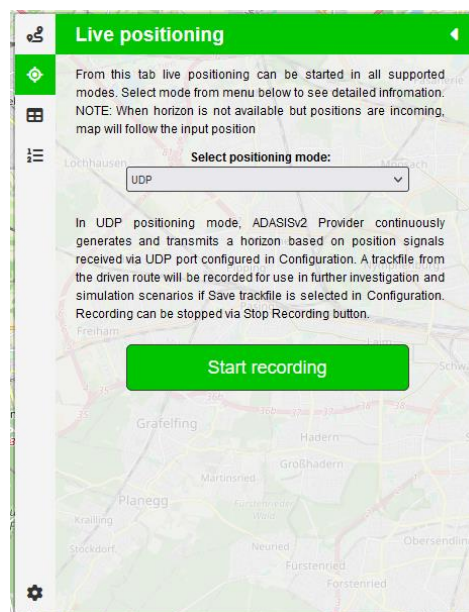 Live positioning
From this tab live positioning can be started in all supported
modes. Select mode from menu below to see detailed infromation.
NOTE: When horizon is not available but positions are incoming,
map will follow the input position
Lochhausen
Select positioning mode:
Moosach
UDP
In UDP positioning mode, ADASISv2 Provider continuously
generates and transmits a horizon based on position signals
received via UDP port configured in Configuration. A trackfile from
the driven route will be recorded for use in further investigation and
simulation scenarios if Save trackfile is selected in Configuration.
Recording can be stopped via Stop Recording button.
Freiham
Laim
Start recording
Gräfelfing
Hadern
Großhadern
Martinsried
Planegg
Fürstenrieder
Wald
Krailling
Stockdorf
Neuried
Obersendlin
Fürstenried
Forstenried